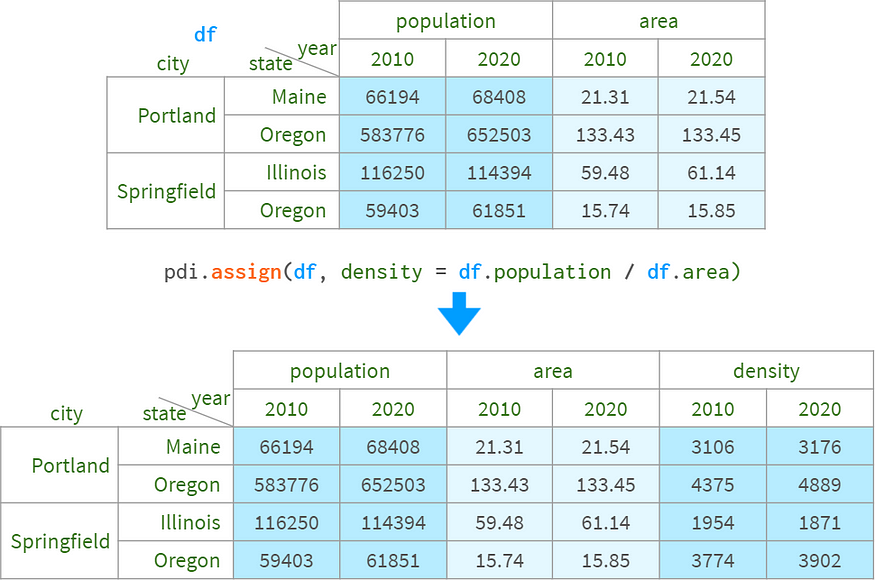 df
population area
year
city state 2010 2020 2010 2020
Portland Maine 66194 68408 21.31 21.54
Oregon 583776 652503 133.43 133.45
Springfield Illinois 116250 114394 59.48 61.14
Oregon 59403 61851 15.74 15.85
pdi.assign(df, density = df.population / df.area)
population area density
year
city state 2010 2020 2010 2020 2010 2020
Portland Maine 66194 68408 21.31 21.54 3106 3176
Oregon 583776 652503 133.43 133.45 4375 4889
Springfield Illinois 116250 114394 59.48 61.14 1954 1871
Oregon 59403 61851 15.74 15.85 3774 3902